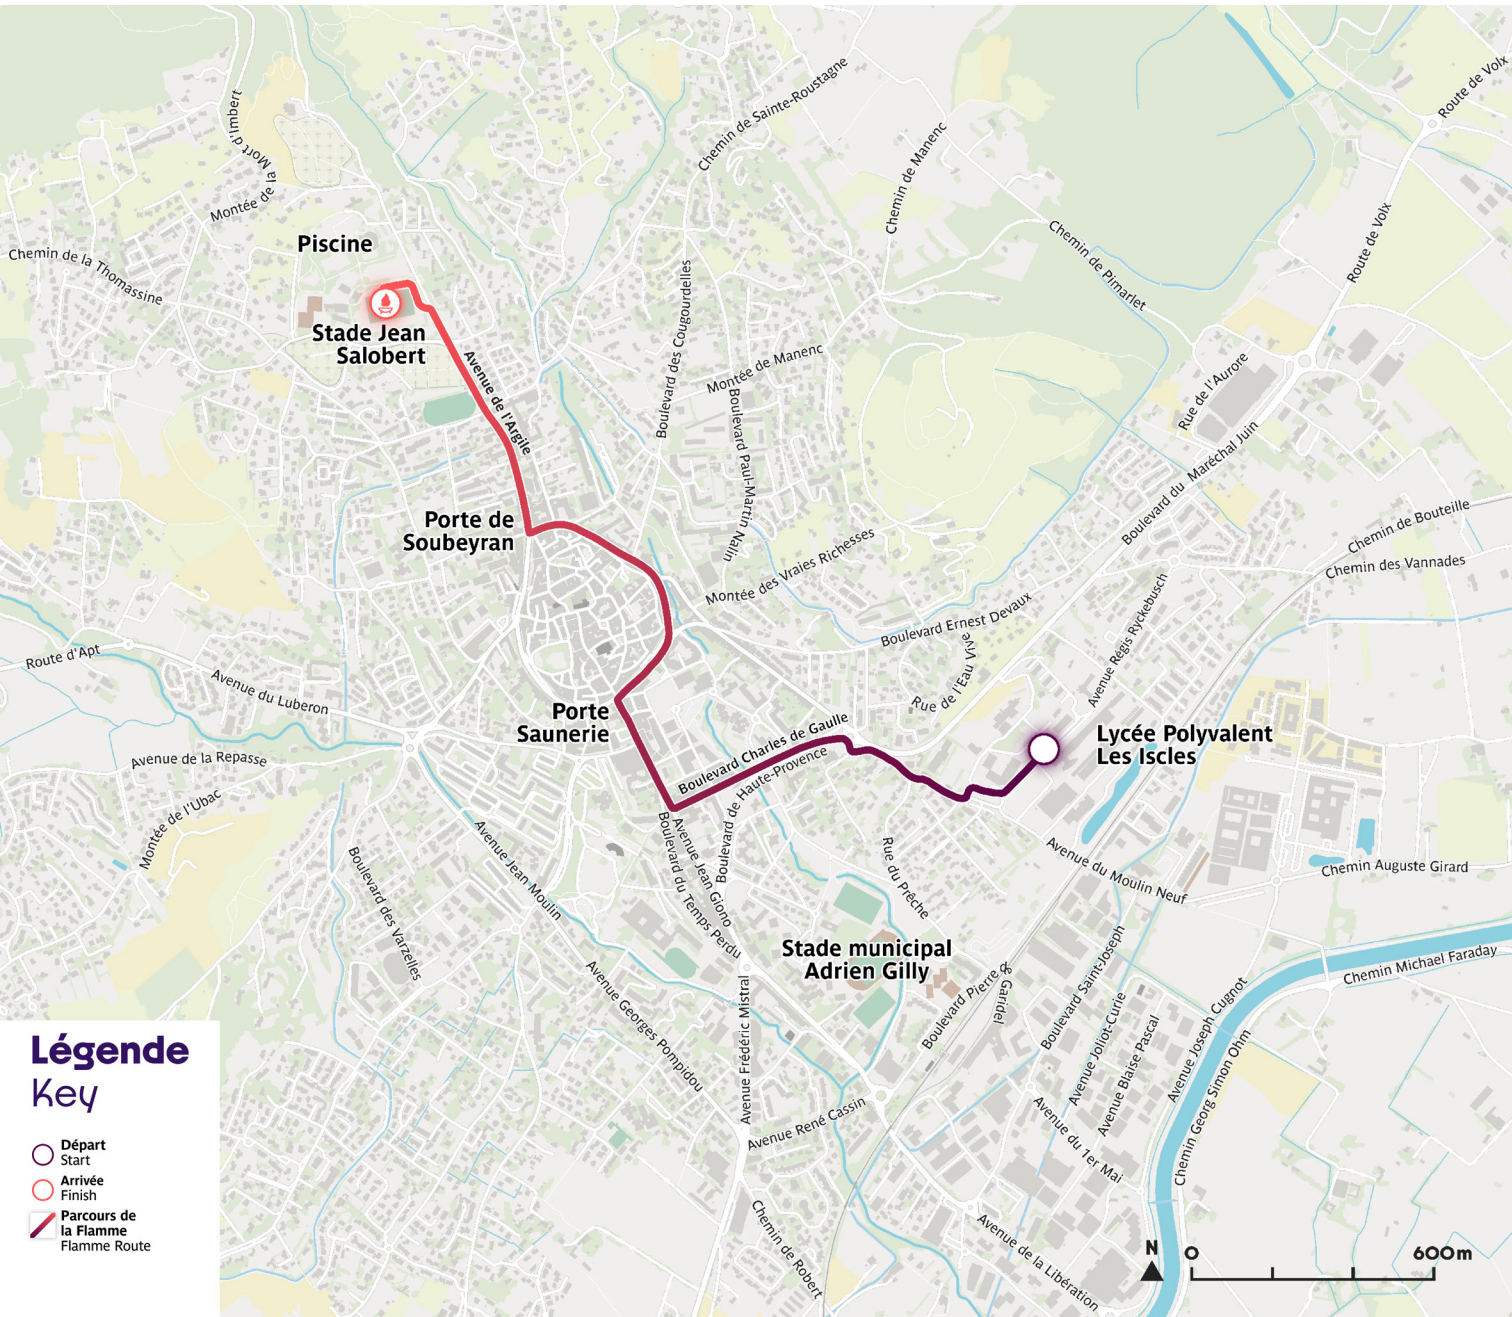 Route de Volx
Chemin de Sainte-Roustagne
Montée de la Mort d'Imbert
Chemin de Manenc
Route de Volx
Piscine
Chemin de la Thomassine
Chemin de Pimarlet
Stade Jean
Salobert
Boulevard des Cougourdelles
Montée de Manenc
Avenue de l'Argile
Rue de l'Aurore
Boulevard Paul-Martin Nalin
Boulevard du Maréchal Juin
Porte de
Soubeyran
Chemin de Bouteille
Chemin des Vannades
Montée des Vraies Richesses
Boulevard Ernest Devaux
Avenue Régis Ryckebusch
Route d'Apt
Avenue du Luberon
Rue de l'Eau Vive
Porte
Saunerie
Boulevard Charles de Gaulle
Lycée Polyvalent
Les Iscles
Avenue de la Repasse
Boulevard de Haute-Provence
Montée de l'Ubac
Avenue Jean Moulin
Boulevard des Varzelles
Avenue Jean Giono
Boulevard du Temps Perdu
Rue du Prêche
Avenue du Moulin Neuf
Chemin Auguste Girard
Stade municipal
Adrien Gilly
Boulevard Pierre & Garidel
Boulevard Saint-Joseph
Chemin Michael Faraday
Avenue Georges Pompidou
Avenue Frédéric Mistral
Avenue Joliot-Curie
Avenue Blaise Pascal
Avenue Joseph Cugnot
Chemin Georg Simon Ohm
Avenue René Cassin
Avenue du 1er Mai
Chemin de Robert
Avenue de la Libération
Légende
Key
Départ
Start
Arrivée
Finish
Parcours de
la Flamme
Flamme Route
N
0
600m